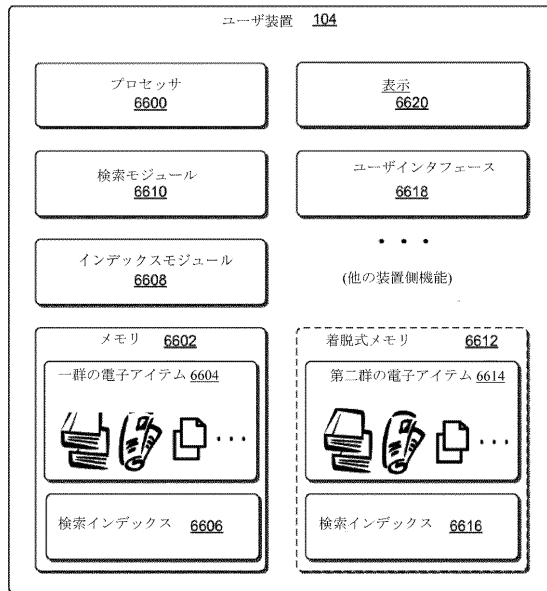 ユーザ装置 104
プロセッサ
6600
表示
6620
検索モジュール
6610
ユーザインタフェース
6618
インデックスモジュール
6608
• • •
(他の装置側機能)
メモリ 6602
一群の電子アイテム 6604
• • •
検索インデックス 6606
着脱式メモリ 6612
第二群の電子アイテム 6614
• • •
検索インデックス 6616